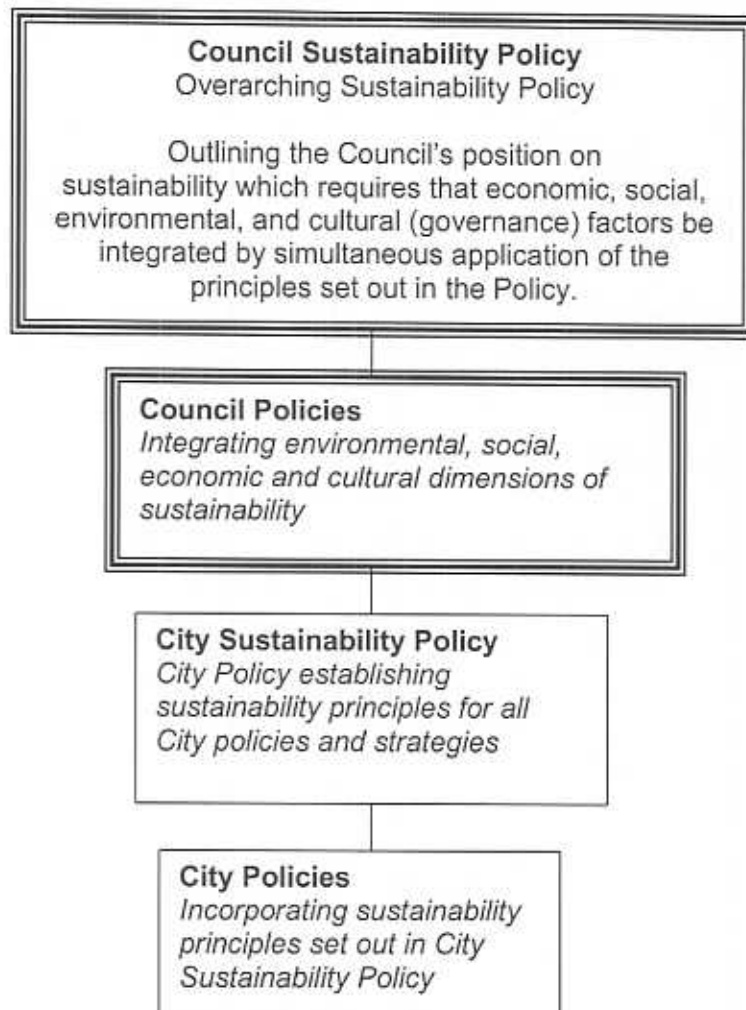 Council Sustainability Policy
Overarching Sustainability Policy
Outlining the Council's position on
sustainability which requires that economic, social,
environmental, and cultural (governance) factors be
integrated by simultaneous application of the
principles set out in the Policy.
Council Policies
Integrating environmental, social,
economic and cultural dimensions of
sustainability
City Sustainability Policy
City Policy establishing
sustainability principles for all
City policies and strategies
City Policies
Incorporating sustainability
principles set out in City
Sustainability Policy